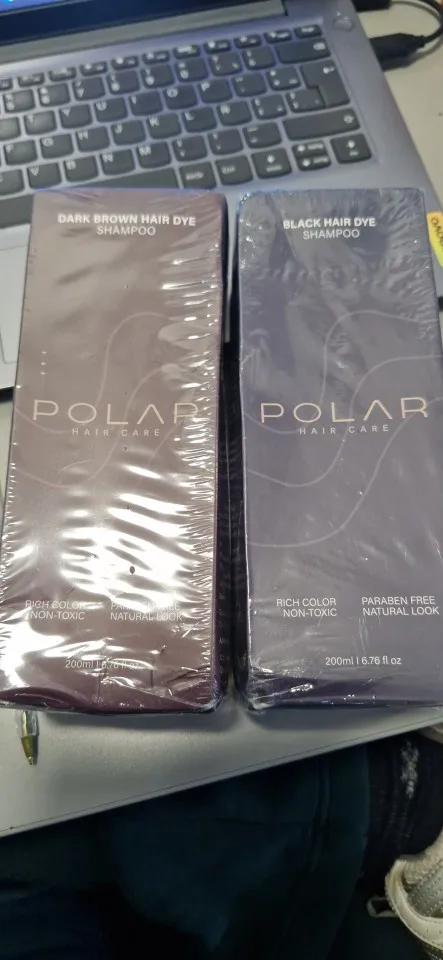 DARK BROWN HAIR DYE
SHAMPOO
POLAR
HAIR CARE
RICH COLOR
NON-TOXIC
NATURAL LOOK
200ml | 6.76 fl oz
BLACK HAIR DYE
SHAMPOO
POLAR
HAIR CARE
RICH COLOR
NON-TOXIC
PARABEN FREE
NATURAL LOOK
200ml | 6.76 fl oz